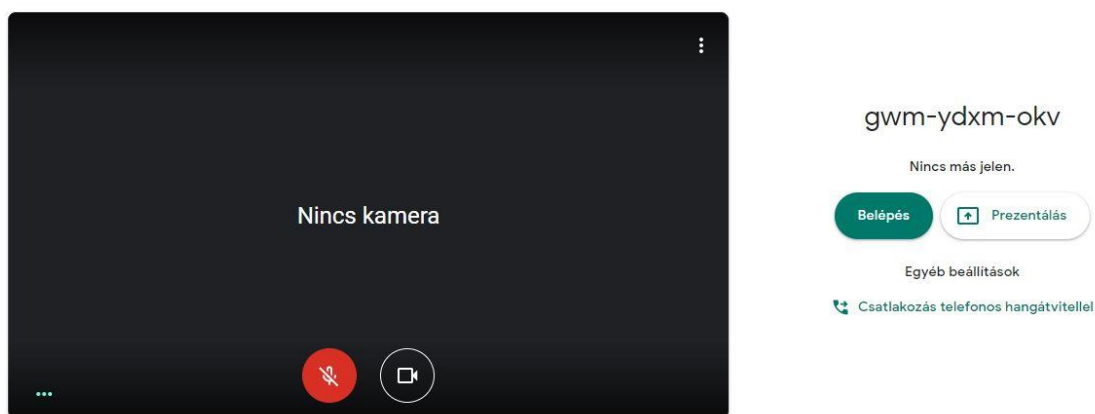 Nincs kamera
gwm-ydxm-okv
Nincs más jelen.
Belépés
Prezentálás
Egyéb beállítások
Csatlakozás telefonos hangátvitellel